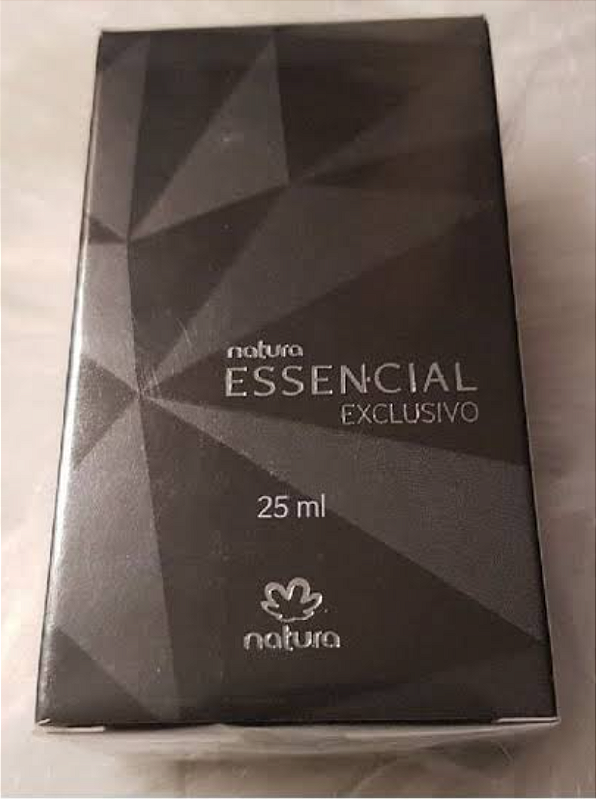 natura
ESSENCIAL
EXCLUSIVO
25 ml
natura